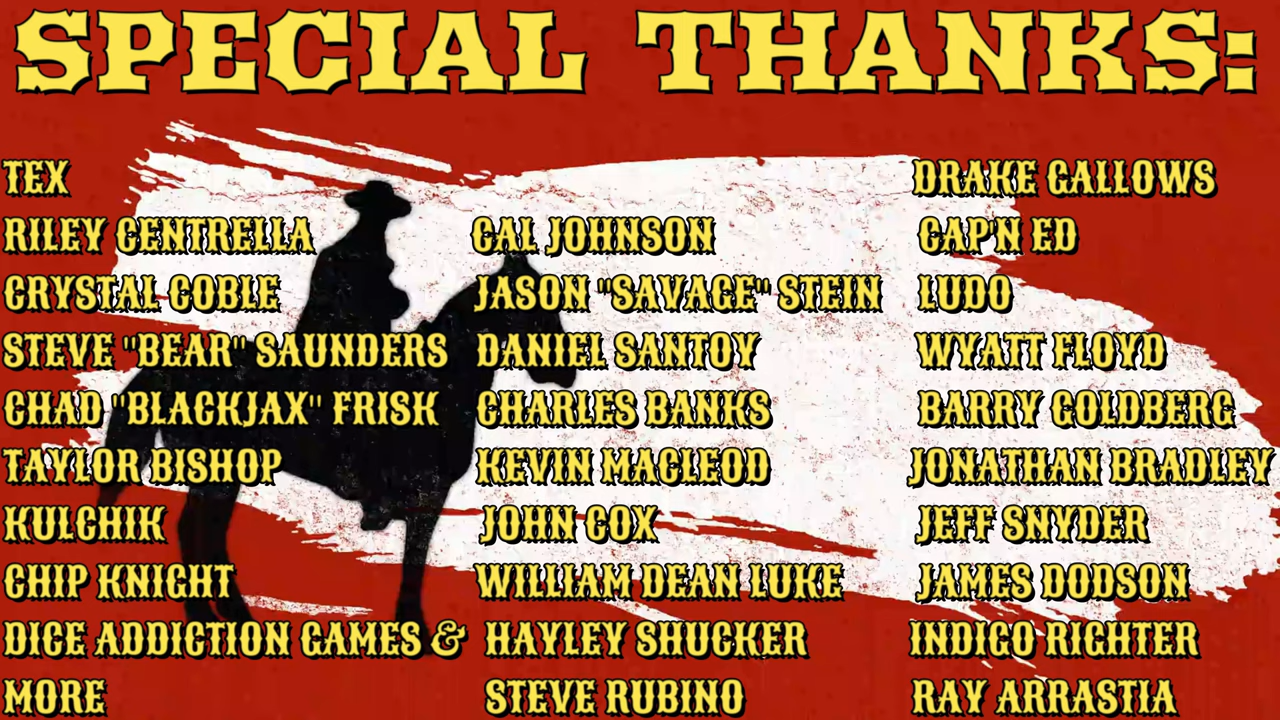 SPECIAL THANKS:
TEX
RILEY CENTRELLA
CRYSTAL COBLE
STEVE "BEAR" SAUNDERS
CHAD "BLACKJAX" FRISK
TAYLOR BISHOP
KULCHIK
CHIP KNIGHT
DICE ADDICTION GAMES &
MORE
CAL JOHNSON
JASON "SAVAGE" STEIN
DANIEL SANTOY
CHARLES BANKS
KEVIN MACLEOD
JOHN COX
WILLIAM DEAN LUKE
HAYLEY SHUCKER
STEVE RUBINO
DRAKE GALLOWS
CAP'N ED
LUDO
WYATT FLOYD
BARRY GOLDBERG
JONATHAN BRADLEY
JEFF SNYDER
JAMES DODSON
INDIGO RICHTER
RAY ARRASTIA